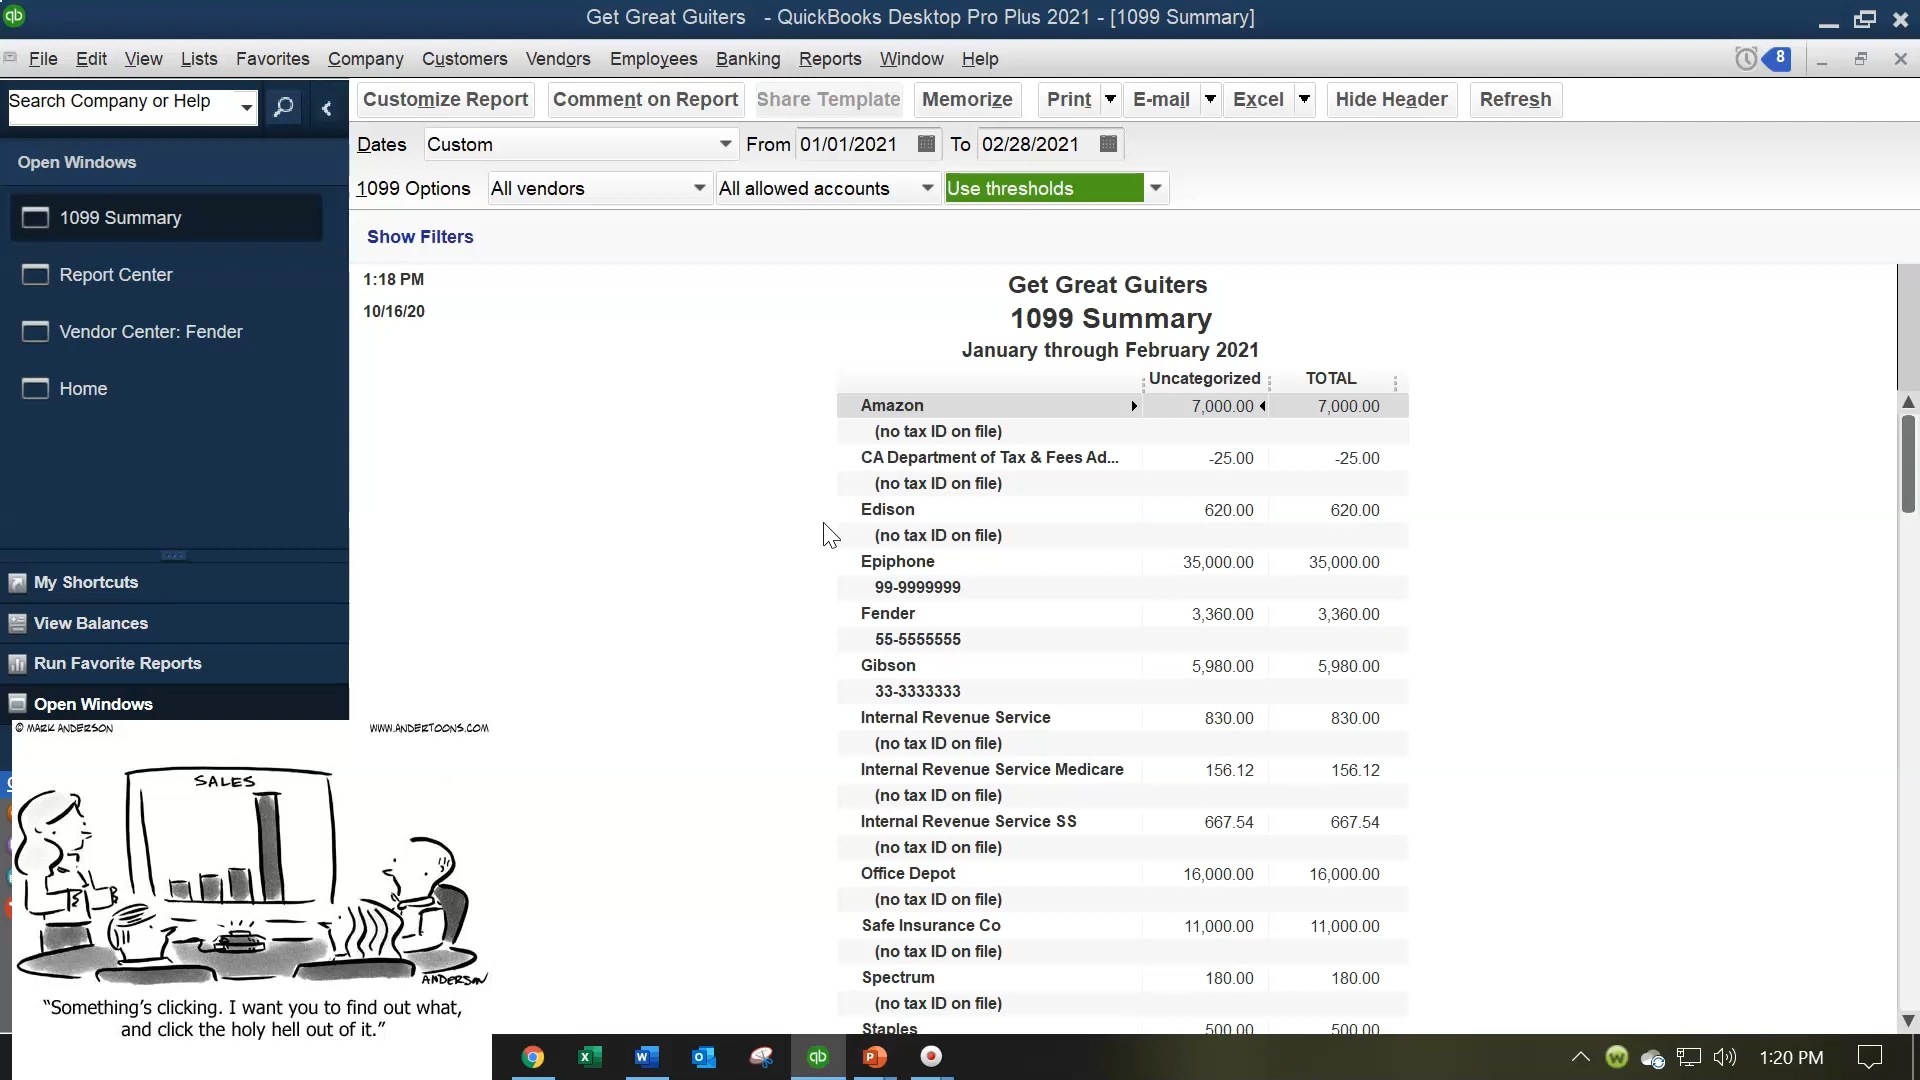 Get Great Guiters - QuickBooks Desktop Pro Plus 2021 - [1099 Summary]
File Edit View Lists Favorites Company Customers Vendors Employees Banking Reports Window Help 8
Search Company or Help
Customize Report Comment on Report Share Template Memorize Print E-mail Excel Hide Header Refresh
Dates Custom From 01/01/2021 To 02/28/2021
1099 Options All vendors All allowed accounts Use thresholds
Show Filters
Open Windows
1099 Summary
Report Center
Vendor Center: Fender
Home
My Shortcuts
View Balances
Run Favorite Reports
Open Windows
1:18 PM
10/16/20
Get Great Guiters
1099 Summary
January through February 2021
Uncategorized TOTAL
Amazon 7,000.00 7,000.00
(no tax ID on file)
CA Department of Tax & Fees Ad... -25.00 -25.00
(no tax ID on file)
Edison 620.00 620.00
(no tax ID on file)
Epiphone 35,000.00 35,000.00
99-9999999
Fender 3,360.00 3,360.00
55-5555555
Gibson 5,980.00 5,980.00
33-3333333
Internal Revenue Service 830.00 830.00
(no tax ID on file)
Internal Revenue Service Medicare 156.12 156.12
(no tax ID on file)
Internal Revenue Service SS 667.54 667.54
(no tax ID on file)
Office Depot 16,000.00 16,000.00
(no tax ID on file)
Safe Insurance Co 11,000.00 11,000.00
(no tax ID on file)
Spectrum 180.00 180.00
(no tax ID on file)
Staples 500.00 500.00
© MARK ANDERSON WWW.ANDERTOONS.COM
SALES
ANDERSON
“Something’s clicking. I want you to find out what,
and click the holy hell out of it.”
1:20 PM